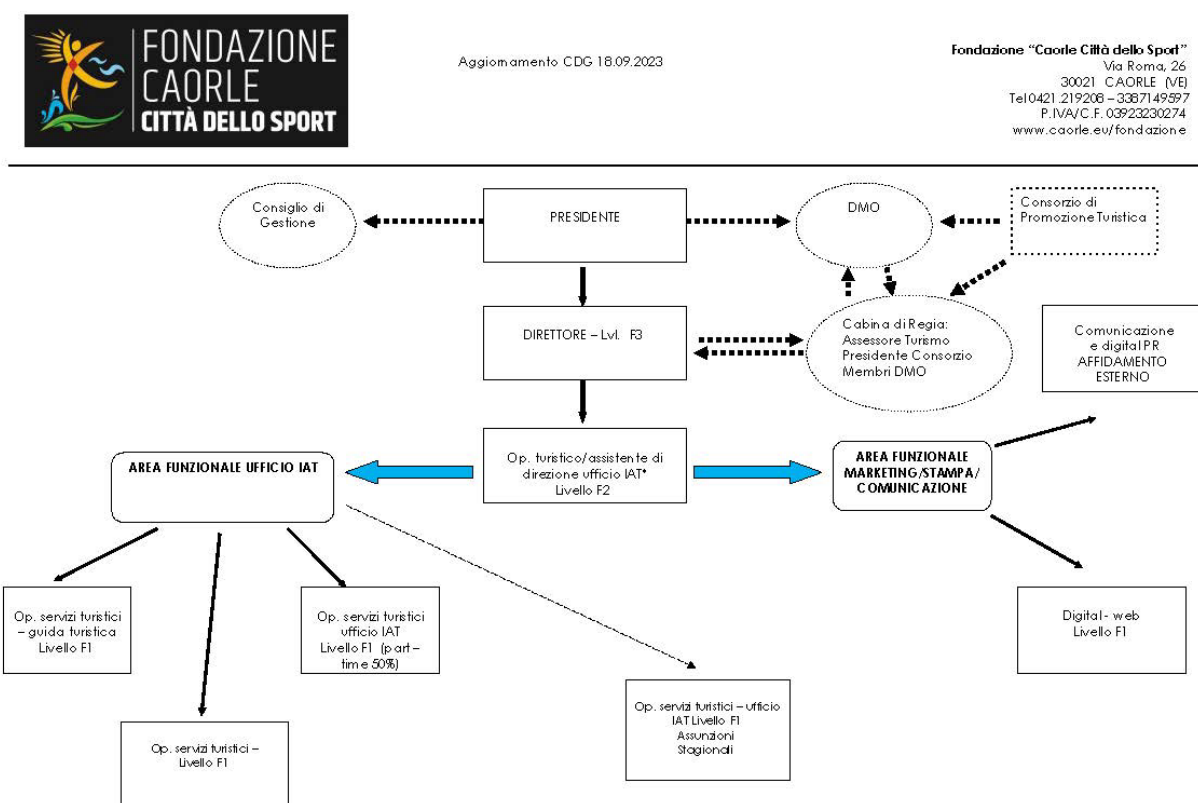 FONDAZIONE
CAORLE
CITTÀ DELLO SPORT
Aggiornamento CDG 18.09.2023
Fondazione "Caorle Città dello Sport"
Via Roma, 26
30021 CAORLE (VE)
Tel 0421.219208 – 3387149597
P.IVA/C.F. 03923230274
www.caorle.eu/fondazione
Consiglio di
Gestione
PRESIDENTE
DMO
Consorzio di
Promozione Turistica
DIRETTORE – Lvl. F3
Cabina di Regia:
Assessore Turismo
Presidente Consorzio
Membri DMO
Comunicazione
e digital PR
AFFIDAMENTO
ESTERNO
AREA FUNZIONALE UFFICIO IAT
Op. turistico/assistente di
direzione ufficio IAT*
Livello F2
AREA FUNZIONALE
MARKETING/STAMPA/
COMUNICAZIONE
Op. servizi turistici
– guida turistica
Livello F1
Op. servizi turistici
ufficio IAT
Livello F1 (part –
time 50%)
Digital - web
Livello F1
Op. servizi turistici – ufficio
IAT Livello F1
Assunzioni
Stagionali
Op. servizi turistici –
Livello F1